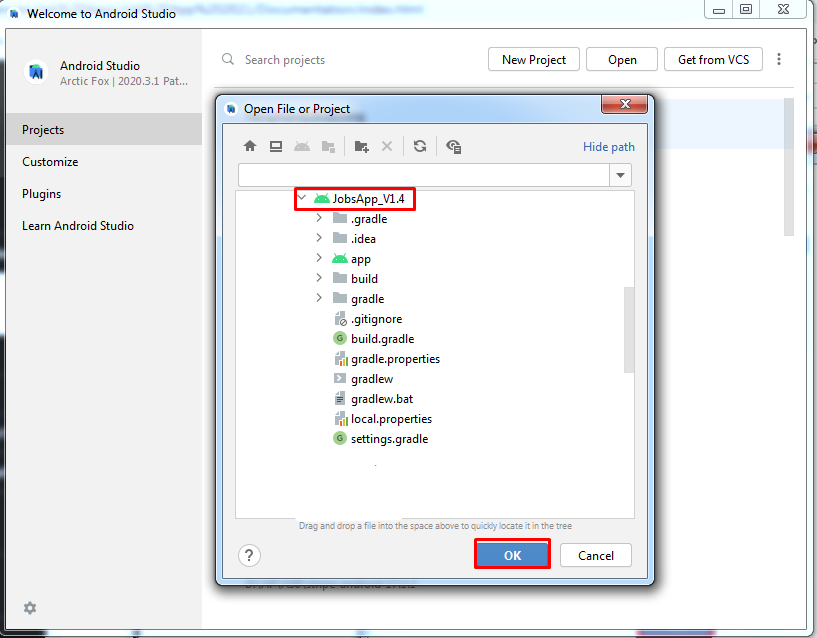 Welcome to Android Studio
Android Studio
Arctic Fox | 2020.3.1 Pat...
Search projects
New Project
Open
Get from VCS
Projects
Customize
Plugins
Learn Android Studio
Open File or Project
Hide path
JobsApp_V1.4
.gradle
.idea
app
build
gradle
.gitignore
build.gradle
gradle.properties
gradlew
gradlew.bat
local.properties
settings.gradle
Drag and drop a file into the space above to quickly locate it in the tree
?
OK
Cancel